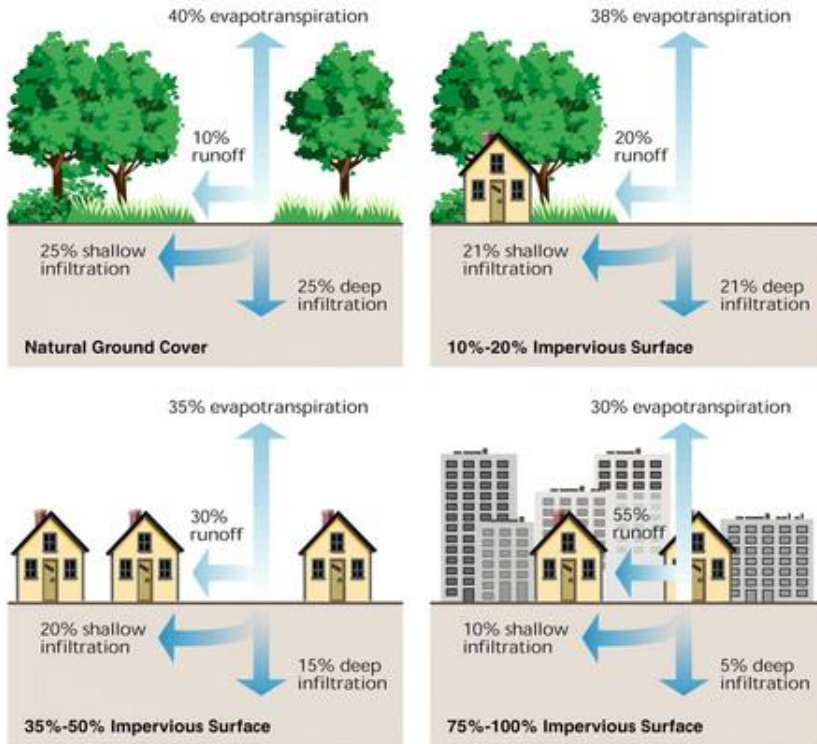 40% evapotranspiration
10%
runoff
25% shallow
infiltration
25% deep
infiltration
Natural Ground Cover
38% evapotranspiration
20%
runoff
21% shallow
infiltration
21% deep
infiltration
10%-20% Impervious Surface
35% evapotranspiration
30%
runoff
20% shallow
infiltration
15% deep
infiltration
35%-50% Impervious Surface
30% evapotranspiration
55%
runoff
10% shallow
infiltration
5% deep
infiltration
75%-100% Impervious Surface